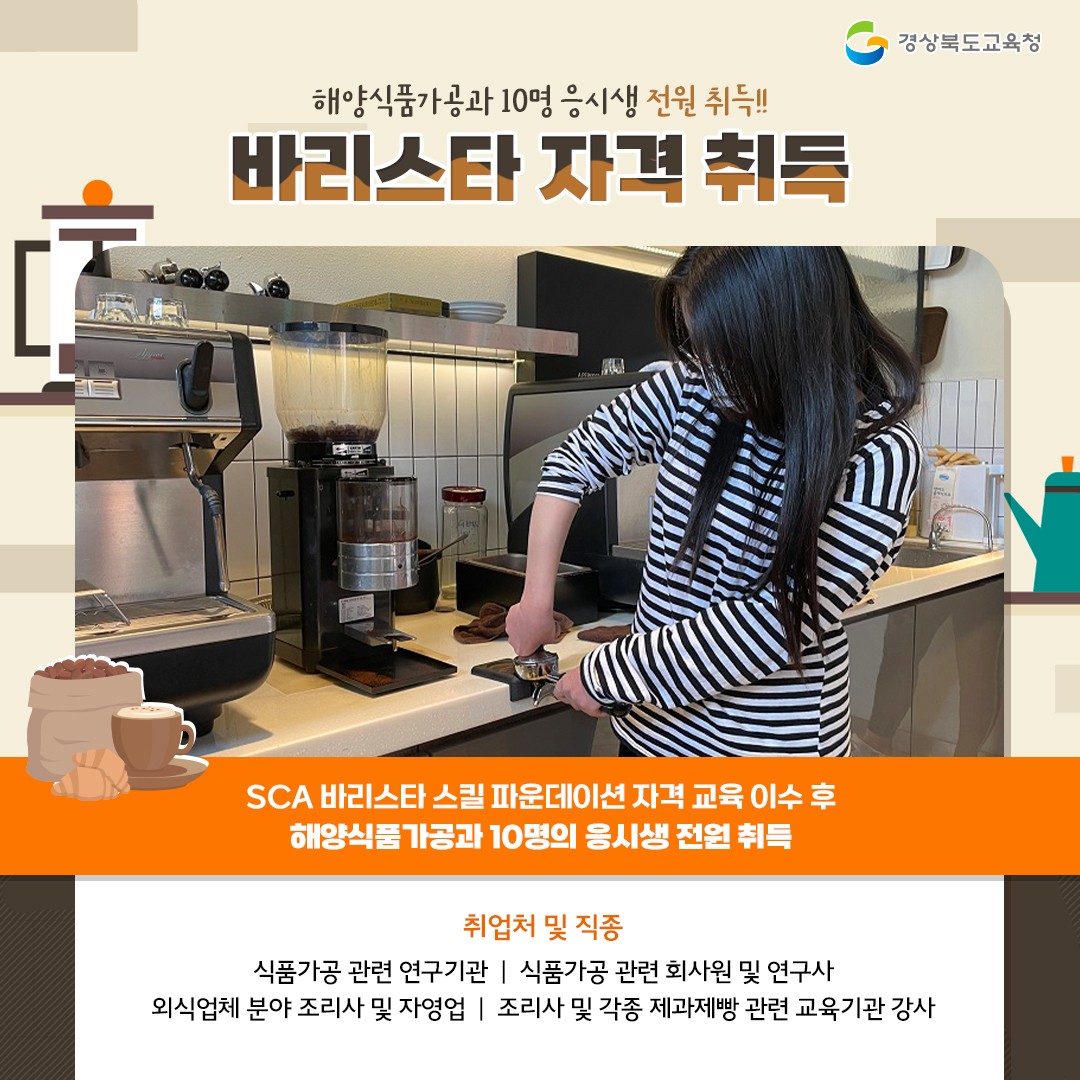 경상북도교육청
해양식품가공과 10명 응시생 전원 취득!!
바리스타 자격 취득
SCA 바리스타 스킬 파운데이션 자격 교육 이수 후
해양식품가공과 10명의 응시생 전원 취득
취업처 및 직종
식품가공 관련 연구기관 | 식품가공 관련 회사원 및 연구사
외식업체 분야 조리사 및 자영업 | 조리사 및 각종 제과제빵 관련 교육기관 강사